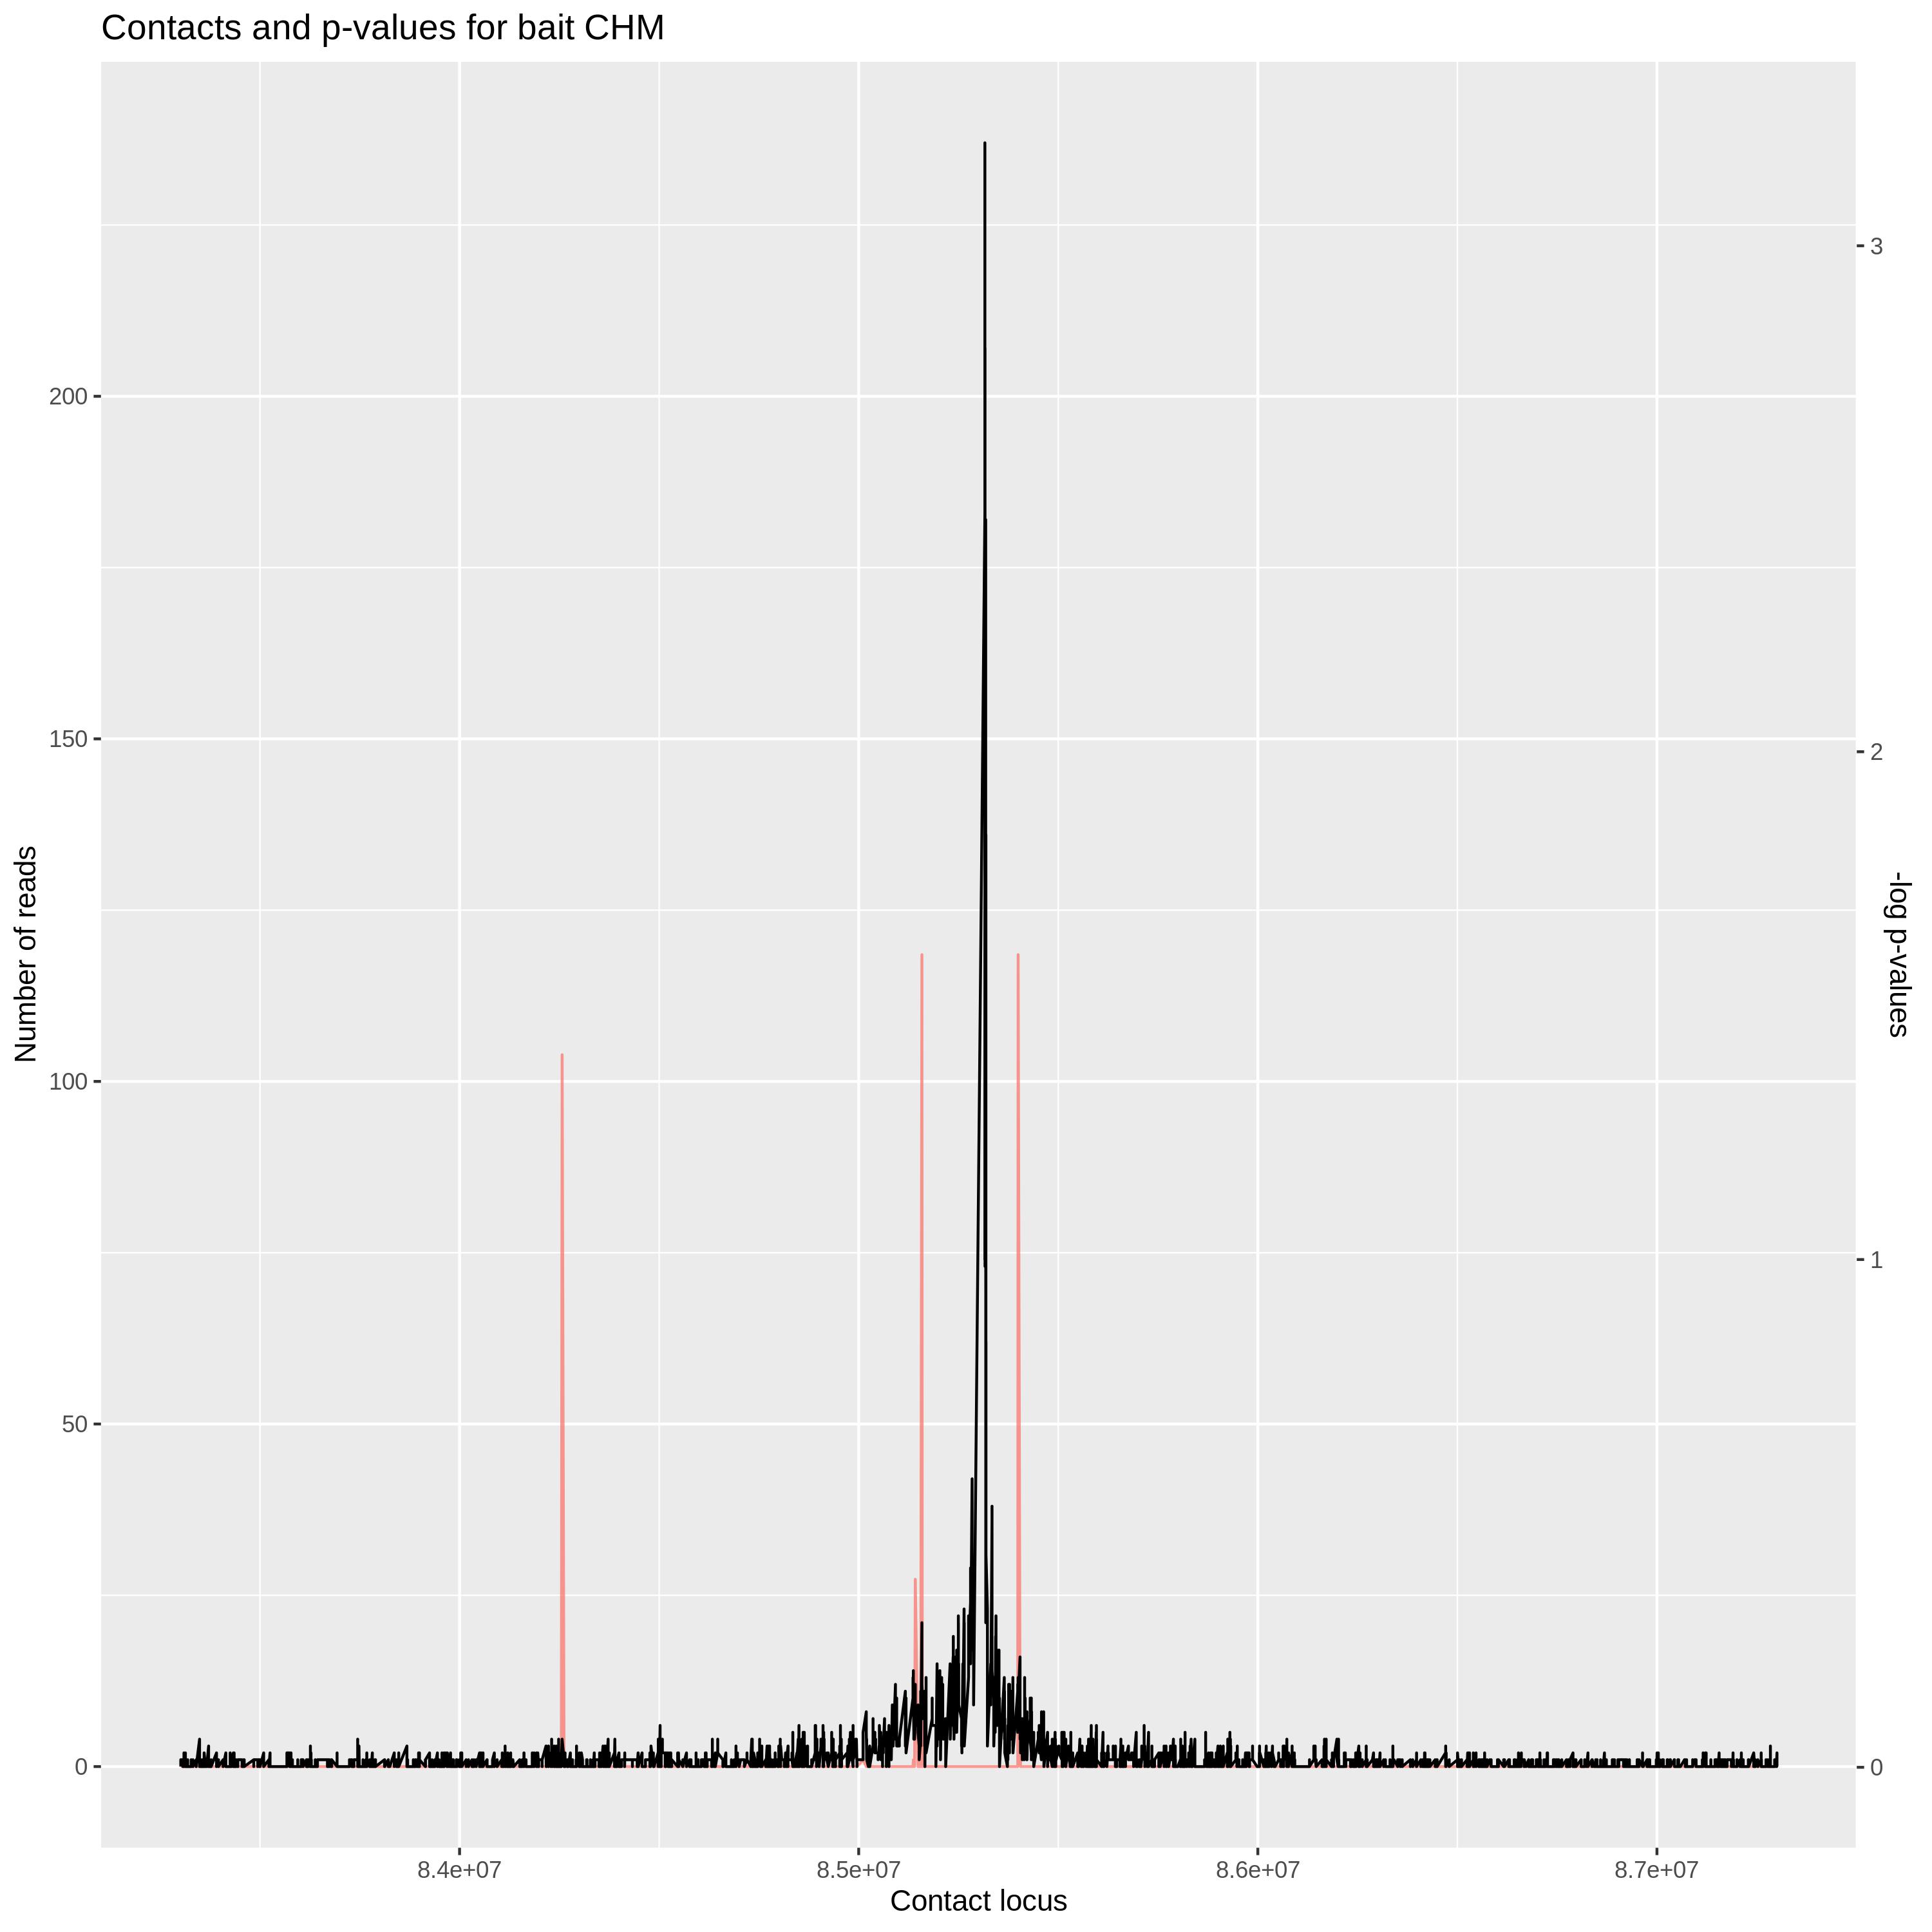 Contacts and p-values for bait CHM
Number of reads
200
150
100
50
0
3
2
1
0
-log p-values
8.4e+07
8.5e+07
8.6e+07
8.7e+07
Contact locus